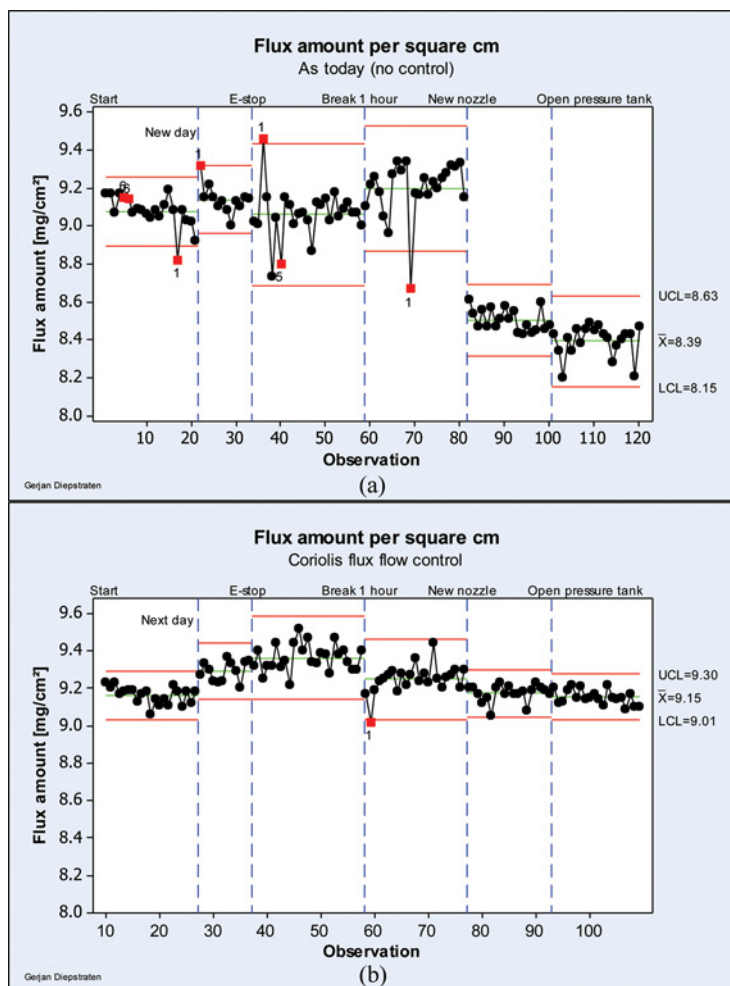 Flux amount per square cm
As today (no control)
Start E-stop Break 1 hour New nozzle Open pressure tank
New day
9.6
9.4
9.2
9.0
8.8
8.6
8.4
8.2
8.0
Flux amount [mg/cm²]
1
1
1
5
1
UCL=8.63
X̅=8.39
LCL=8.15
10 20 30 40 50 60 70 80 90 100 110 120
Observation
Gerjan Diepstraten
(a)
Flux amount per square cm
Coriolis flux flow control
Start E-stop Break 1 hour New nozzle Open pressure tank
Next day
9.6
9.4
9.2
9.0
8.8
8.6
8.4
8.2
8.0
Flux amount [mg/cm²]
1
UCL=9.30
X̅=9.15
LCL=9.01
10 20 30 40 50 60 70 80 90 100
Observation
Gerjan Diepstraten
(b)